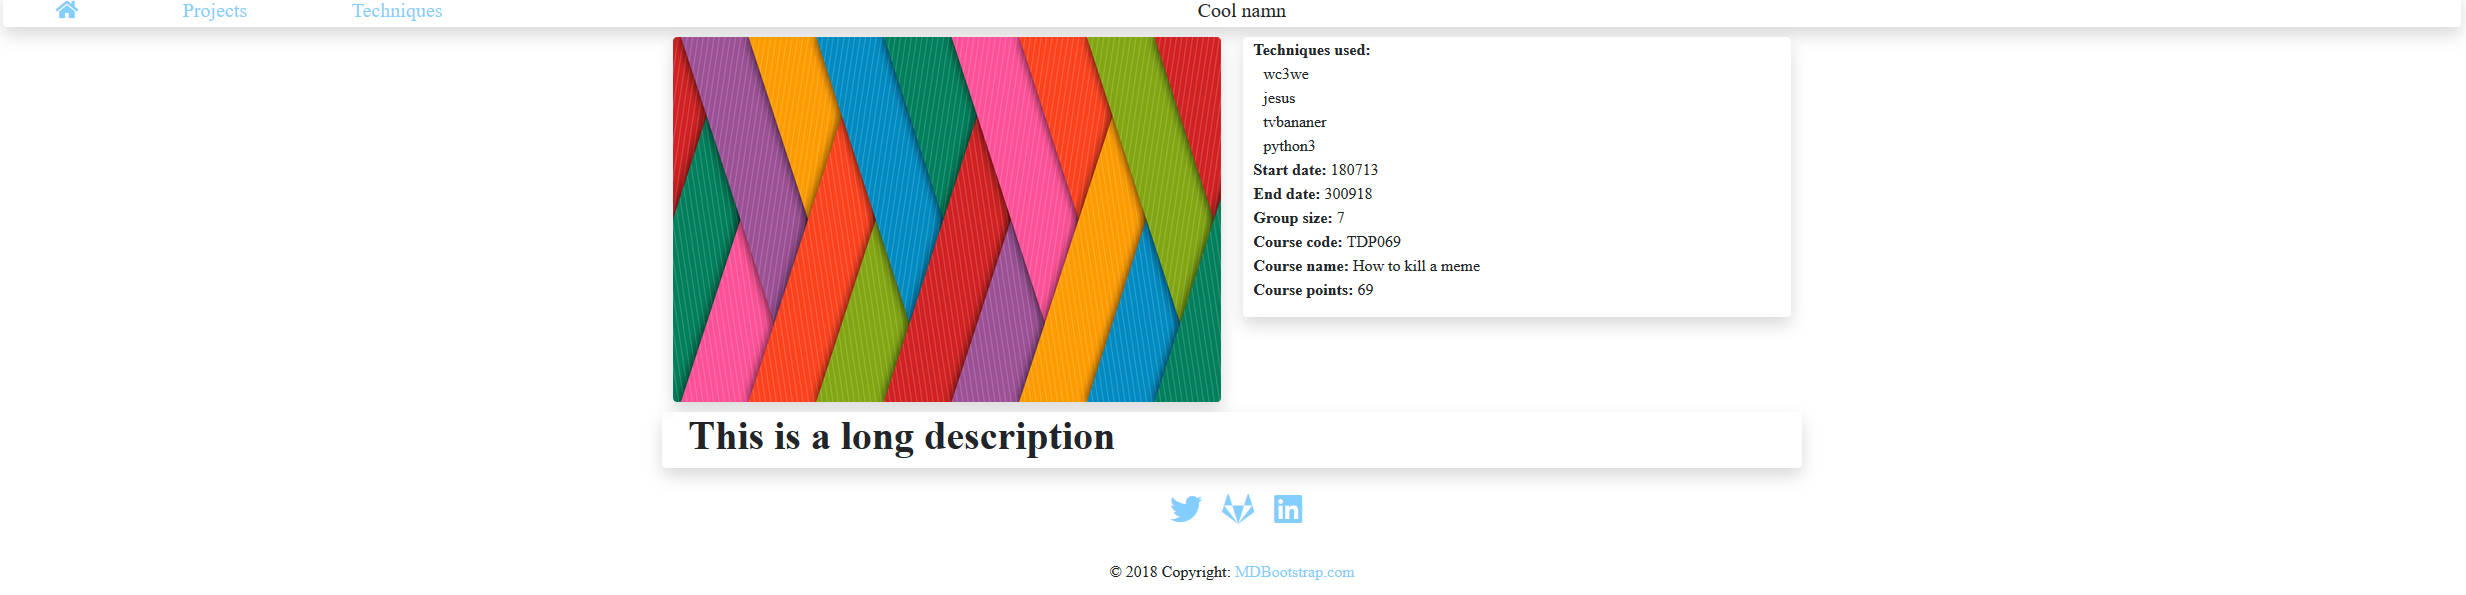 Projects Techniques Cool namn
Techniques used:
wc3we
jesus
tvbananer
python3
Start date: 180713
End date: 300918
Group size: 7
Course code: TDP069
Course name: How to kill a meme
Course points: 69
This is a long description
© 2018 Copyright: MDBootstrap.com